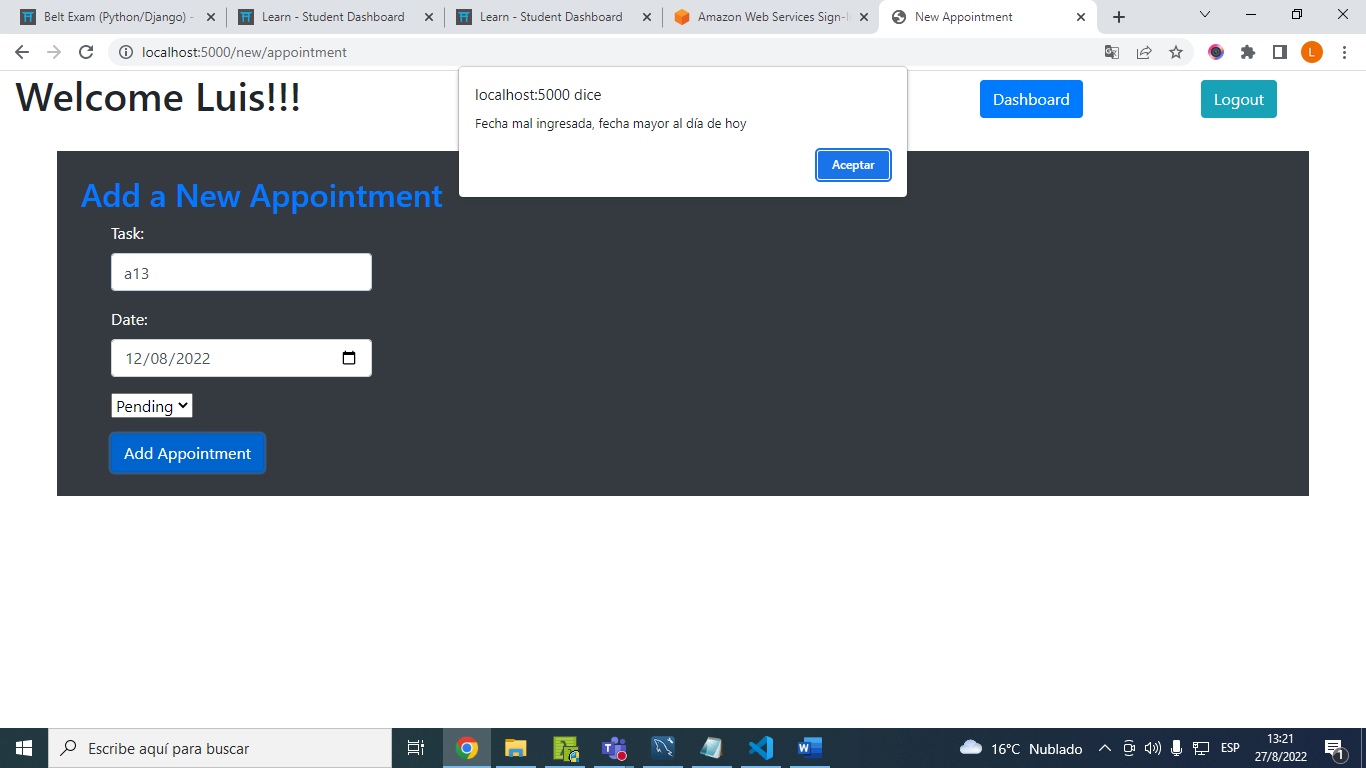 Belt Exam (Python/Django) -
Learn - Student Dashboard
Learn - Student Dashboard
Amazon Web Services Sign-I
New Appointment
localhost:5000/new/appointment
L
Welcome Luis!!!
localhost:5000 dice
Fecha mal ingresada, fecha mayor al día de hoy
Aceptar
Dashboard
Logout
Add a New Appointment
Task:
a13
Date:
12/08/2022
Pending
Add Appointment
Escribe aquí para buscar
16°C Nublado
ESP
13:21
27/8/2022
1